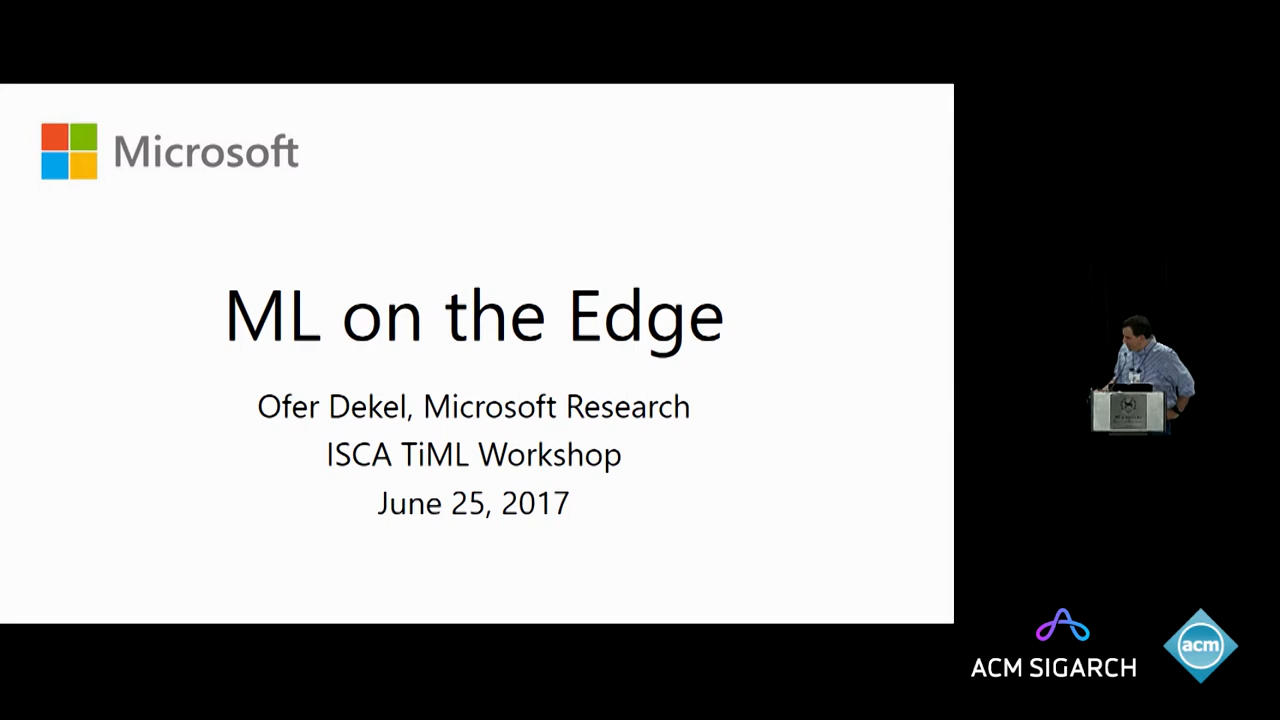 Microsoft
ML on the Edge
Ofer Dekel, Microsoft Research
ISCA TiML Workshop
June 25, 2017
ACM SIGARCH
acm